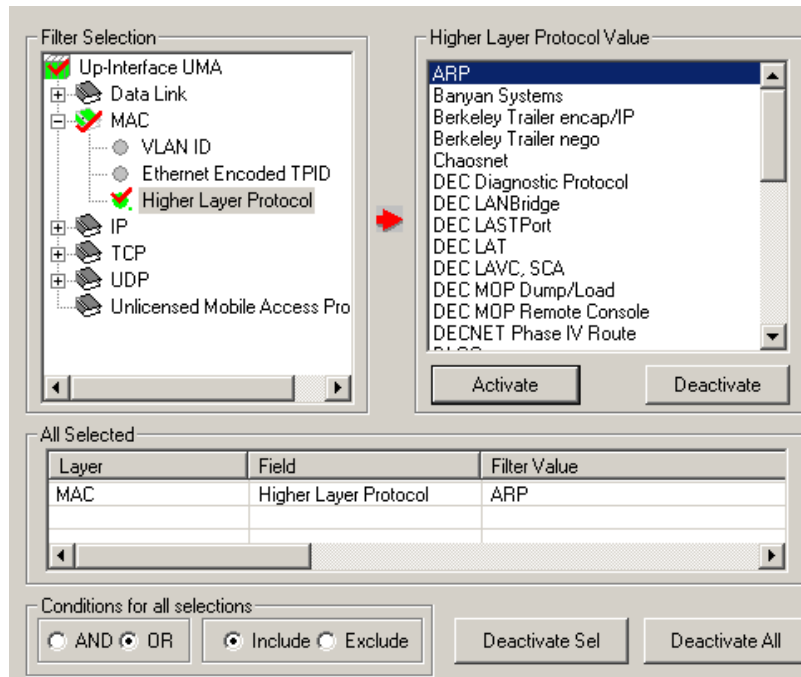 Filter Selection
Up-Interface UMA
Data Link
MAC
VLAN ID
Ethernet Encoded TPID
Higher Layer Protocol
IP
TCP
UDP
Unlicensed Mobile Access Pro
Higher Layer Protocol Value
ARP
Banyan Systems
Berkeley Trailer encap/IP
Berkeley Trailer nego
Chaosnet
DEC Diagnostic Protocol
DEC LANBridge
DEC LASTPort
DEC LAT
DEC LAVC, SCA
DEC MOP Dump/Load
DEC MOP Remote Console
DECNET Phase IV Route
Activate Deactivate
All Selected
Layer Field Filter Value
MAC Higher Layer Protocol ARP
Conditions for all selections
AND OR Include Exclude Deactivate Sel Deactivate All